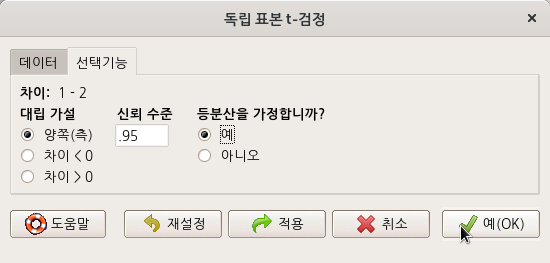 독립 표본 t-검정
데이터 선택기능
차이: 1 - 2
대립 가설 신뢰 수준 등분산을 가정합니까?
양쪽(측) .95 예
차이 < 0 아니오
차이 > 0
도움말 재설정 적용 취소 예(OK)